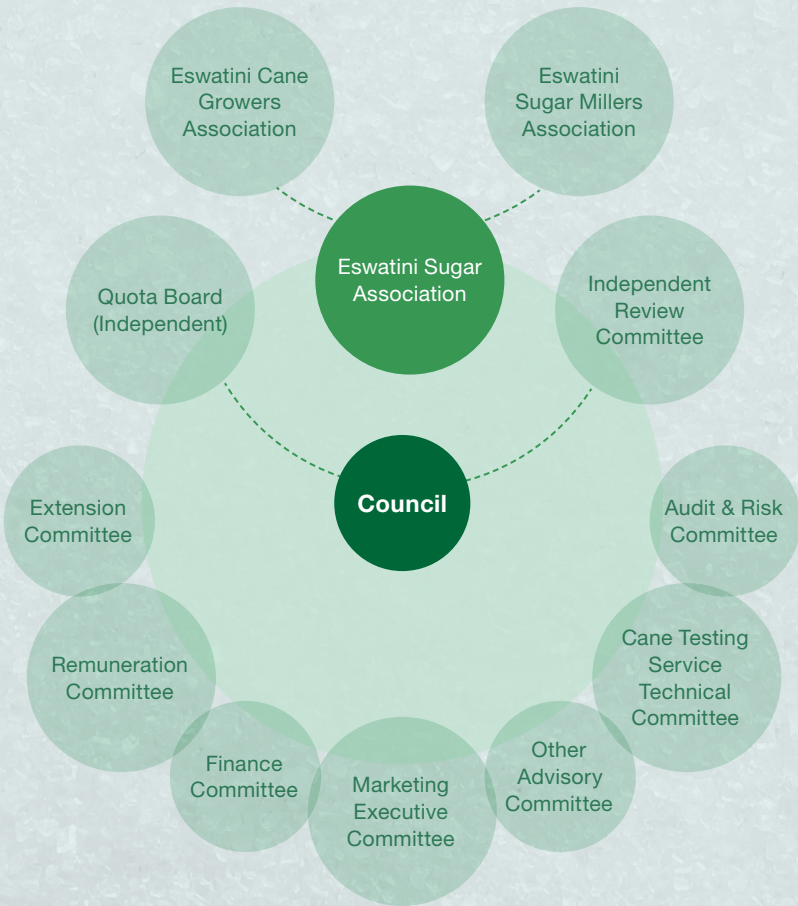 Eswatini Cane
Growers
Association
Eswatini
Sugar Millers
Association
Eswatini Sugar
Association
Quota Board
(Independent)
Independent
Review
Committee
Council
Extension
Committee
Audit & Risk
Committee
Remuneration
Committee
Cane Testing
Service
Technical
Committee
Finance
Committee
Marketing
Executive
Committee
Other
Advisory
Committee